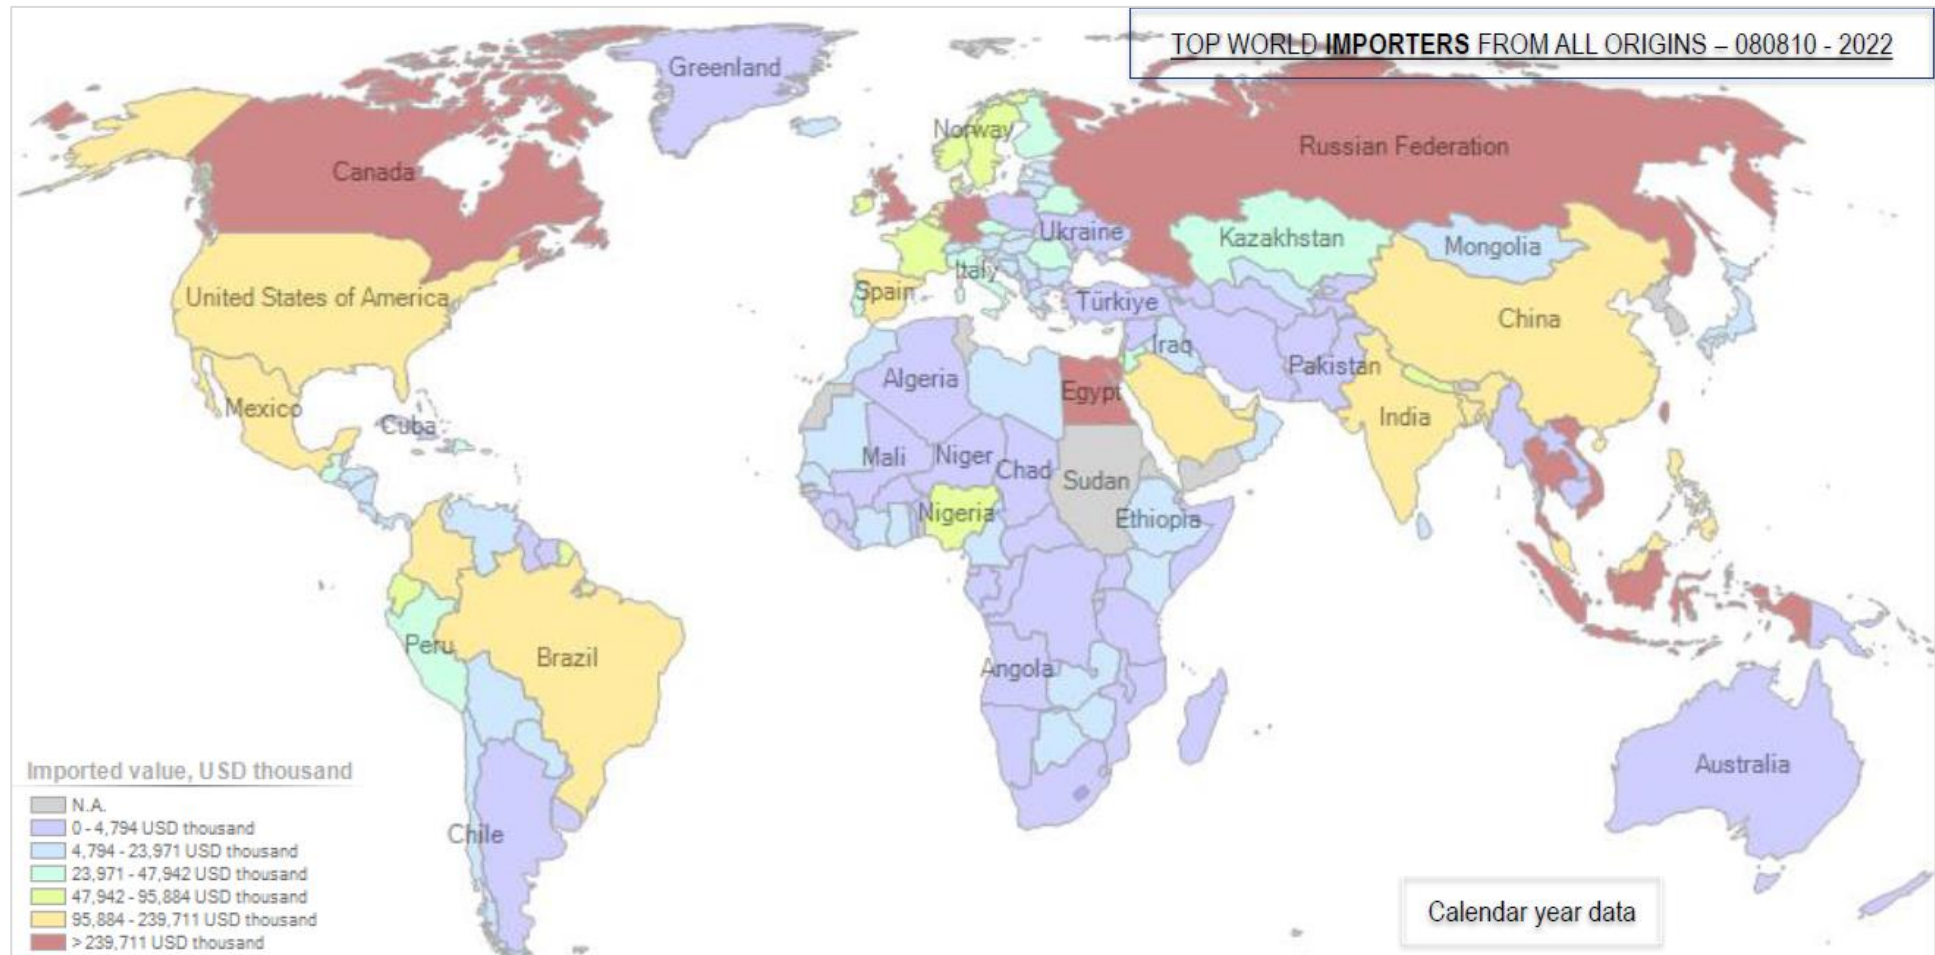 TOP WORLD IMPORTERS FROM ALL ORIGINS – 080810 - 2022
Greenland
Norway
Canada
Russian Federation
Ukraine
Kazakhstan
Mongolia
Italy
Spain
United States of America
Türkiye
China
Iraq
Pakistan
Algeria
Egypt
Mexico
India
Cuba
Mali
Niger
Chad
Sudan
Nigeria
Ethiopia
Peru
Brazil
Angola
Australia
Chile
Imported value, USD thousand
N.A.
0 - 4,794 USD thousand
4,794 - 23,971 USD thousand
23,971 - 47,942 USD thousand
47,942 - 95,884 USD thousand
95,884 - 239,711 USD thousand
> 239,711 USD thousand
Calendar year data